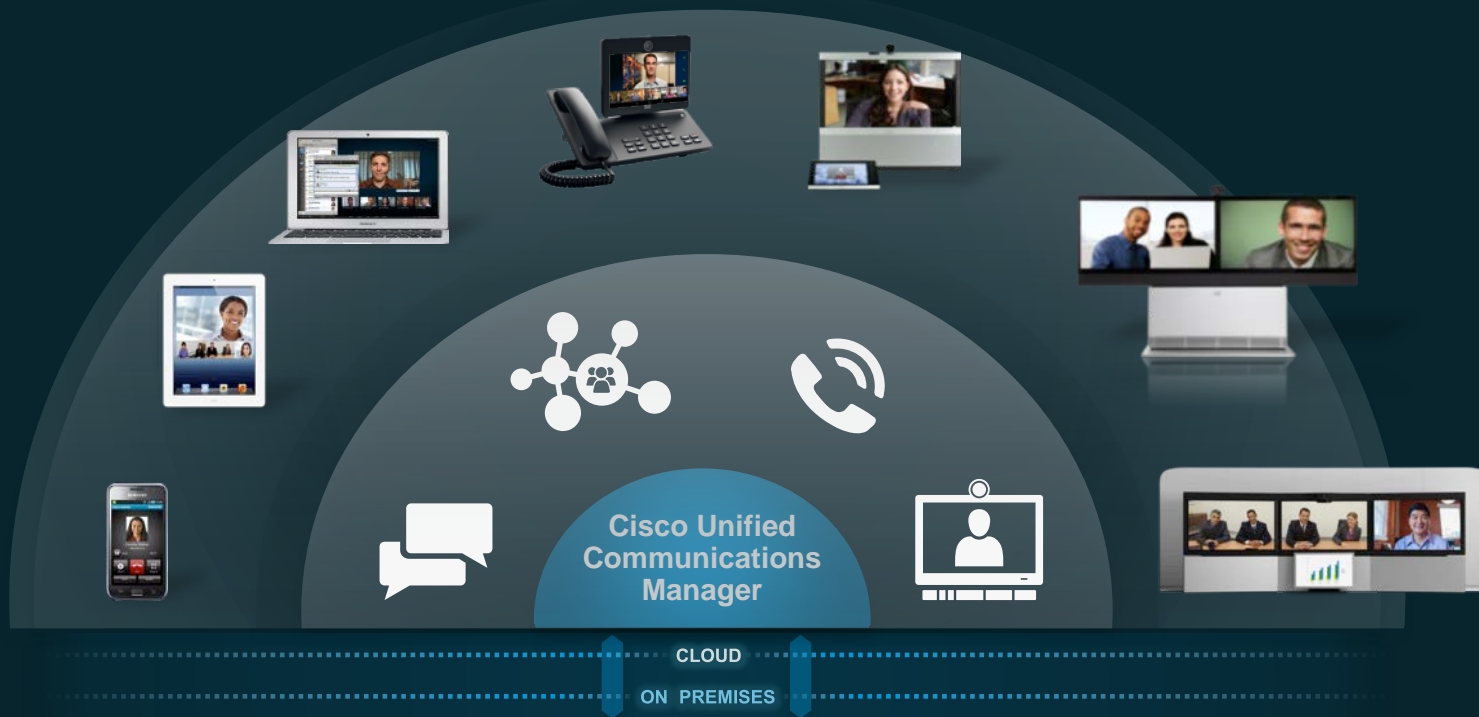 Cisco Unified
Communications
Manager
CLOUD
ON PREMISES